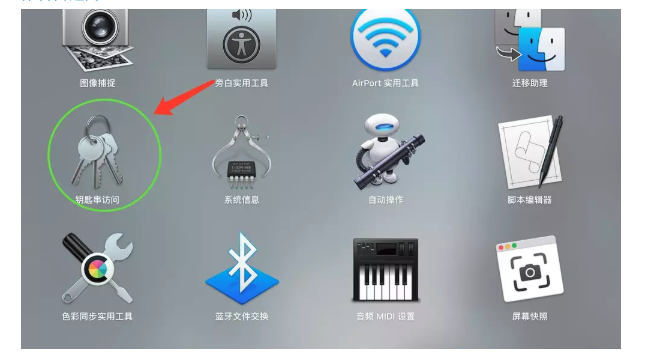 图像捕捉
旁白实用工具
AirPort 实用工具
迁移助理
钥匙串访问
系统信息
自动操作
脚本编辑器
色彩同步实用工具
蓝牙文件交换
音频 MIDI 设置
屏幕快照